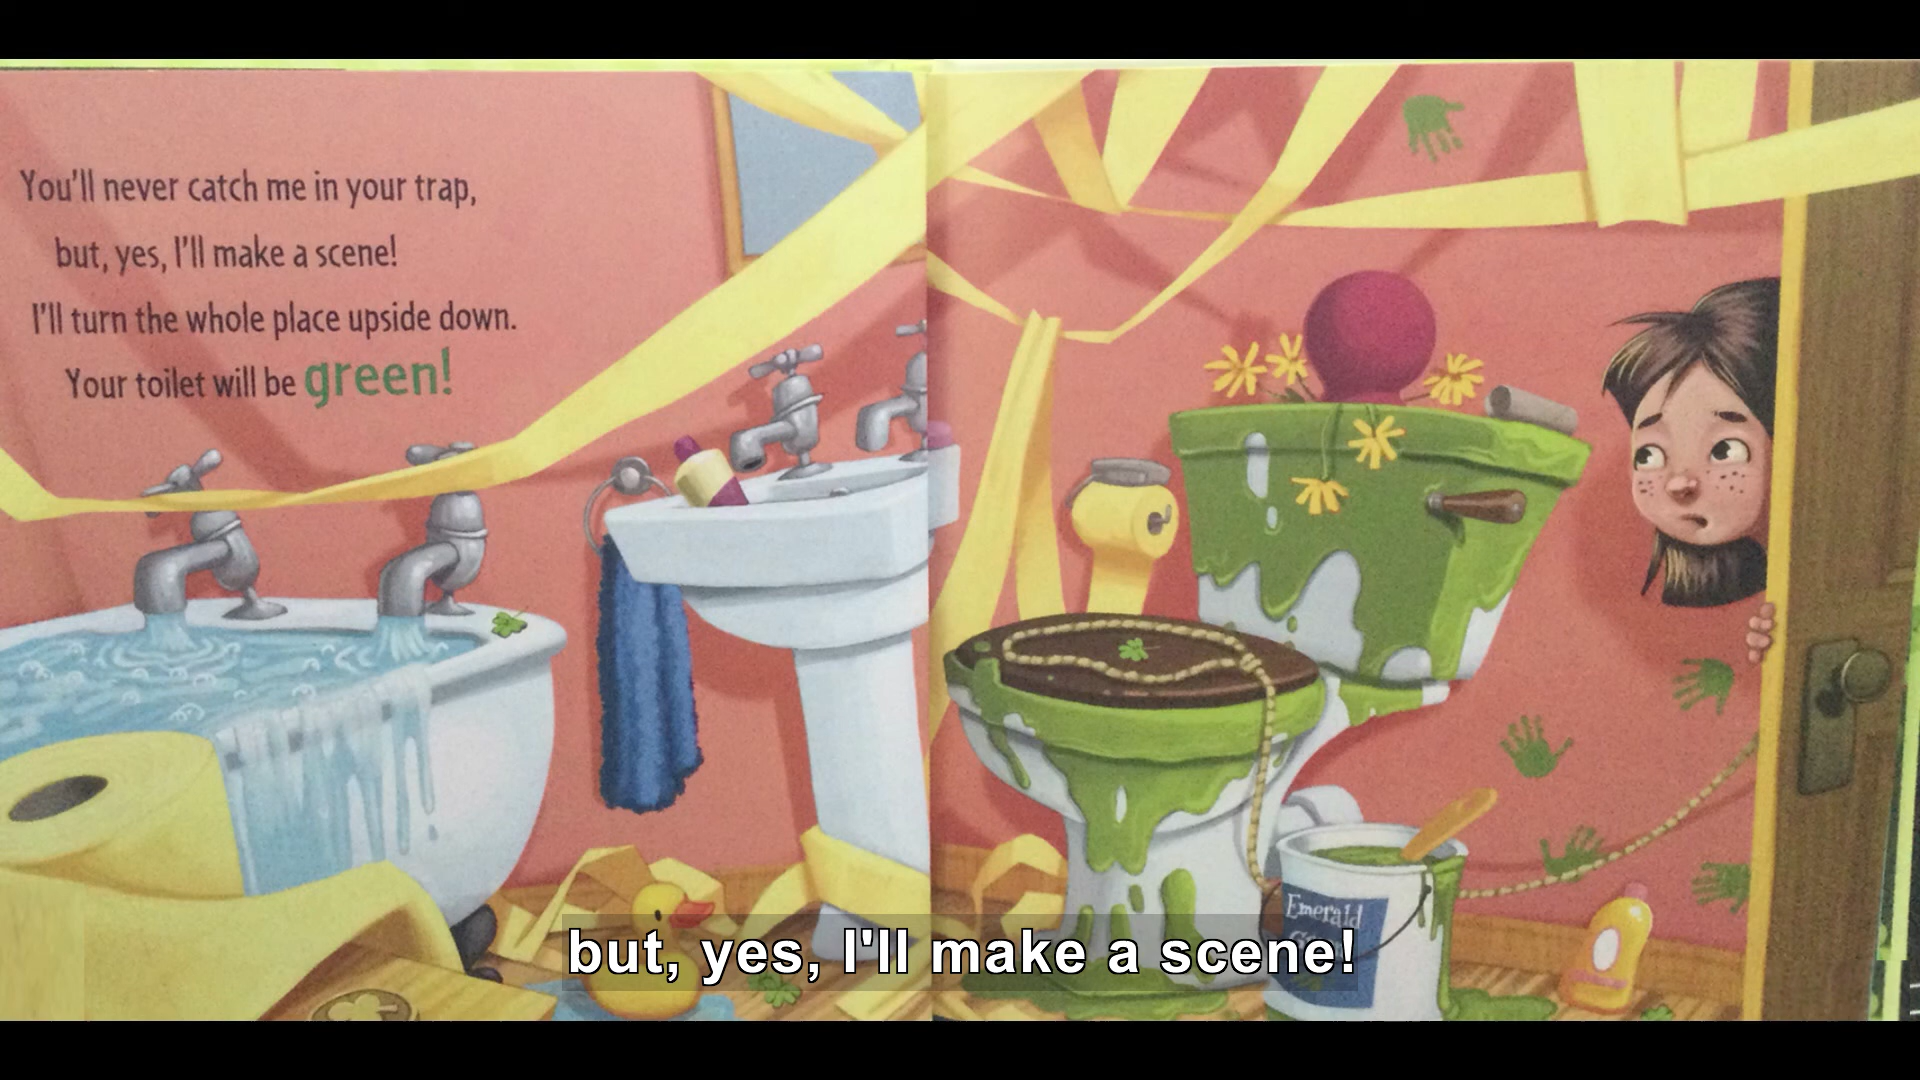 You'll never catch me in your trap,
but, yes, I'll make a scene!
I'll turn the whole place upside down.
Your toilet will be green!
Emerald
but, yes, I'll make a scene!